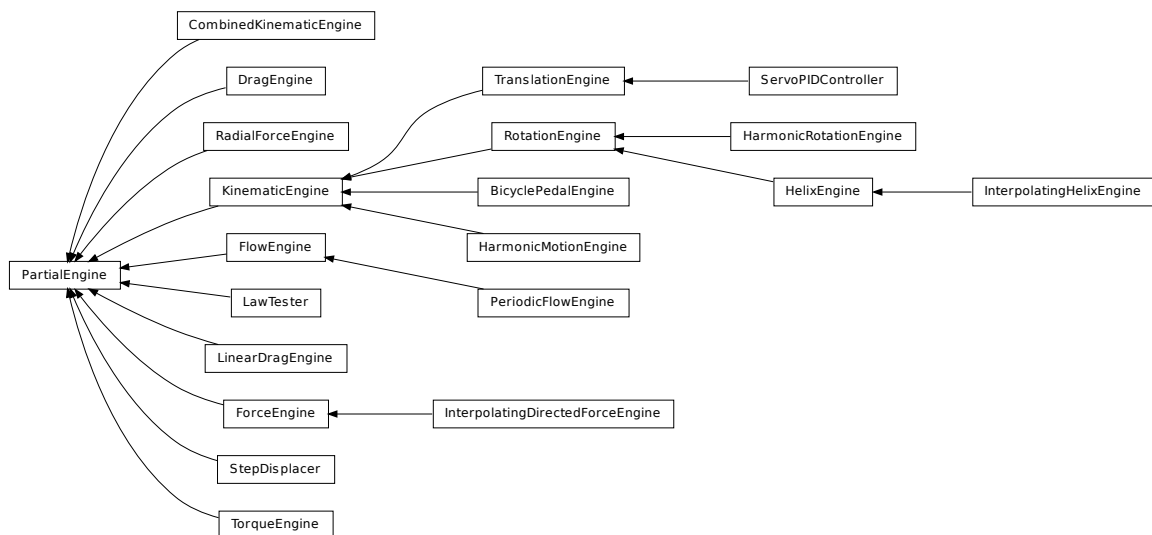 CombinedKinematicEngine
DragEngine
TranslationEngine
ServoPIDController
RadialForceEngine
RotationEngine
HarmonicRotationEngine
KinematicEngine
BicyclePedalEngine
HelixEngine
InterpolatingHelixEngine
FlowEngine
HarmonicMotionEngine
PartialEngine
LawTester
PeriodicFlowEngine
LinearDragEngine
ForceEngine
InterpolatingDirectedForceEngine
StepDisplacer
TorqueEngine